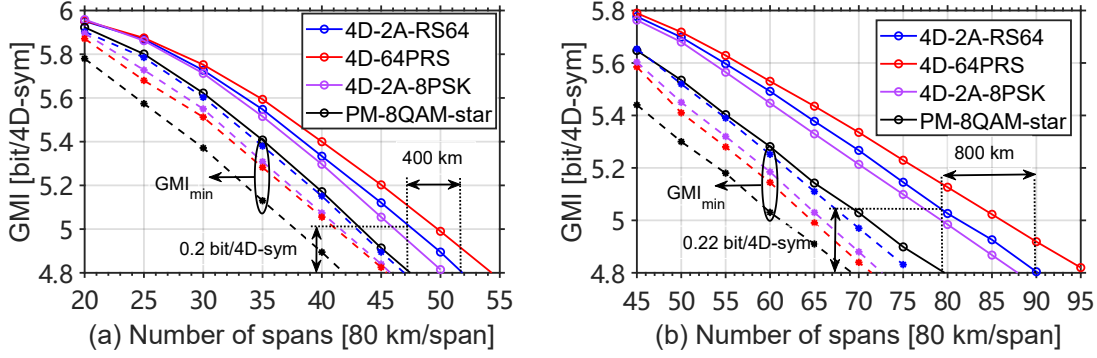 GMI [bit/4D-sym]
6
5.8
5.6
5.4
5.2
5
4.8
20
25
30
35
40
45
50
55
4D-2A-RS64
4D-64PRS
4D-2A-8PSK
PM-8QAM-star
400 km
GMImin
0.2 bit/4D-sym
(a) Number of spans [80 km/span]
GMI [bit/4D-sym]
5.8
5.6
5.4
5.2
5
4.8
45
50
55
60
65
70
75
80
85
90
95
4D-2A-RS64
4D-64PRS
4D-2A-8PSK
PM-8QAM-star
800 km
GMImin
0.22 bit/4D-sym
(b) Number of spans [80 km/span]